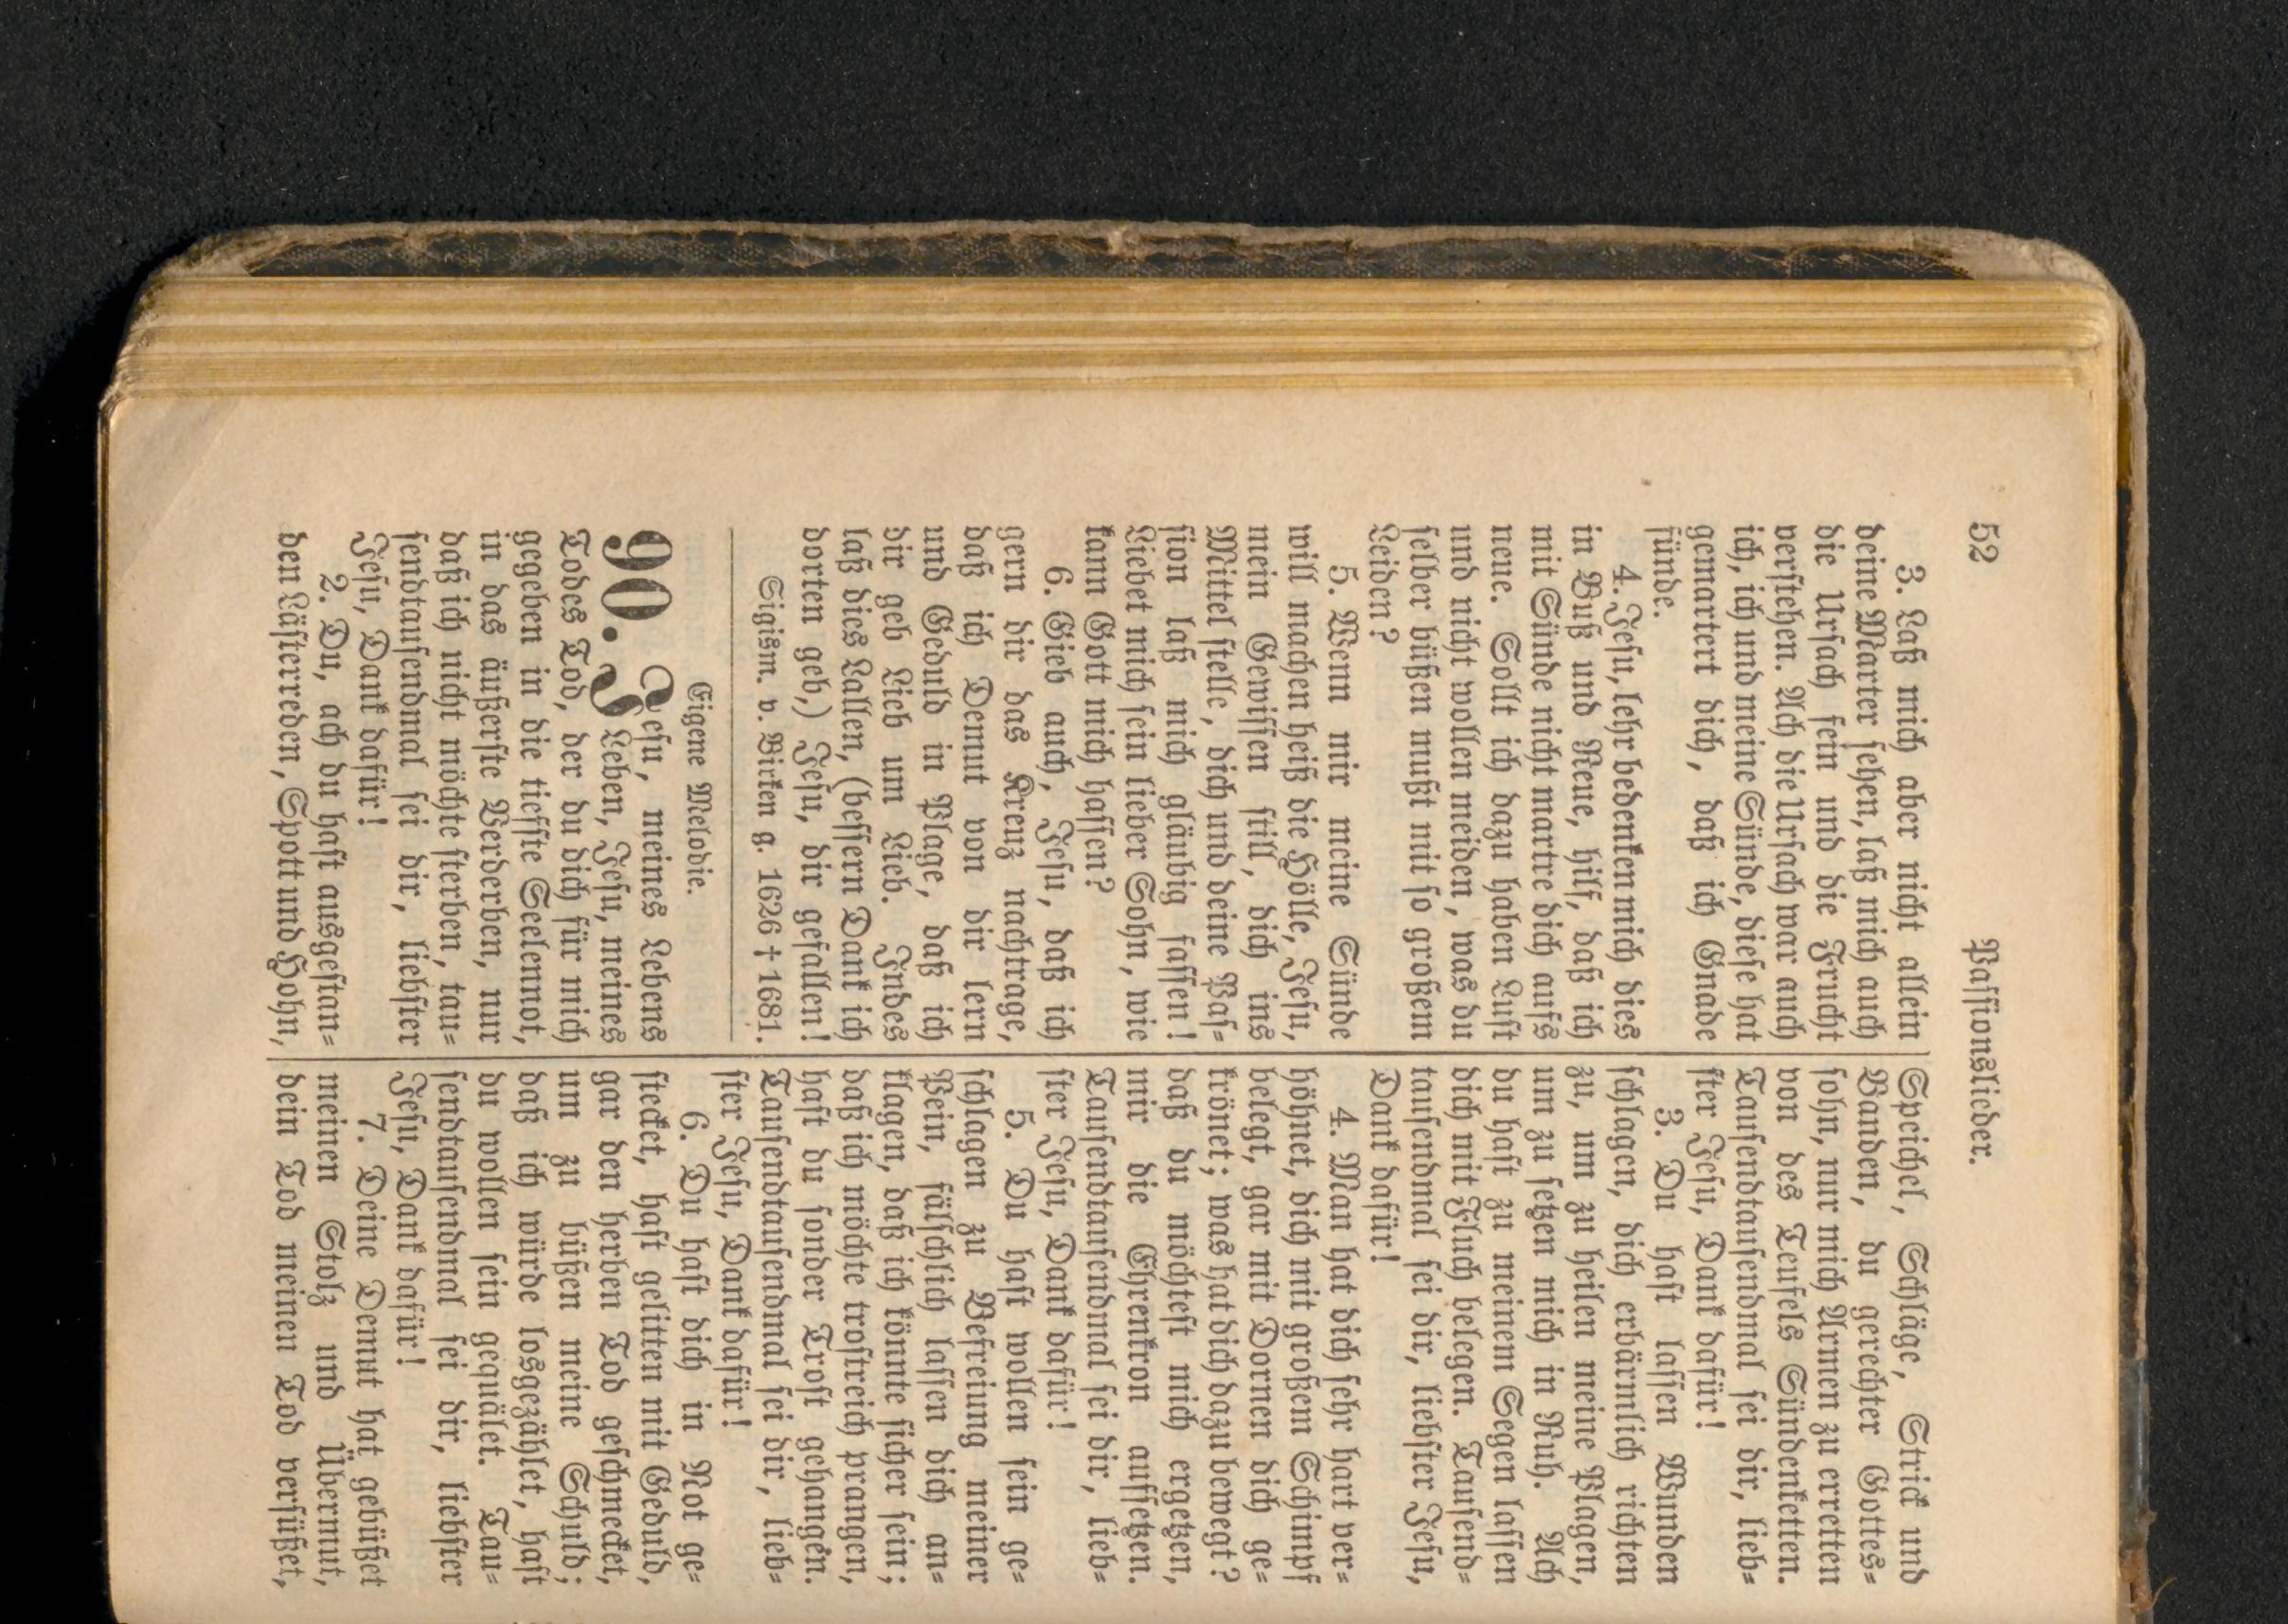 52
Passionslieder.
3. Laß mich aber nicht allein
deine Marter sehen, laß mich auch
die Ursach fein und die Frucht
verstehen. Ach die Ursach war auch
ich, ich und meine Sünde, diese hat
gemartert dich, daß ich Gnade
fünde.
4. Jesu, lehr bedenken mich dies
in Buß und Reue, hilf, daß ich
mit Sünde nicht martre dich aufs
neue. Sollt ich dazu haben Lust
und nicht wollen meiden, was du
selber büßen mußt mit so großem
Leiden?
5. Wenn mir meine Sünde
will machen heiß die Hölle, Jesu,
mein Gewissen still, dich ins
Mittel stelle, dich und deine Pas-
sion laß mich gläubig fassen!
Liebet mich sein lieber Sohn, wie
kann Gott mich hassen?
6. Gieb auch, Jesu, daß ich
gern dir das Kreuz nachtrage,
daß ich Demut von dir lern
und Geduld in Plage, daß ich
dir geb Lieb um Lieb. Indes
laß dies Lallen, (bessern Dank ich
dorten geb,) Jesu, dir gefallen!
Sigism. v. Birken g. 1626 † 1681.
Eigene Melodie.
90. Jesu, meines Lebens
Leben, Jesu, meines
Todes Tod, der du dich für mich
gegeben in die tiefste Seelennot,
in das äußerste Verderben, nur
daß ich nicht möchte sterben, tau-
sendtausendmal sei dir, liebster
Jesu, Dank dafür!
2. Du, ach du hast ausgestan-
den Lästerreden, Spott und Hohn,
Speichel, Schläge, Strick und
Banden, du gerechter Gottes-
sohn, nur mich Armen zu erretten
von des Teufels Sündenketten.
Tausendtausendmal sei dir, lieb-
ster Jesu, Dank dafür!
3. Du hast lassen Wunden
schlagen, dich erbärmlich richten
zu, um zu heilen meine Plagen,
um zu setzen mich in Ruh. Ach
du hast zu meinem Segen lassen
dich mit Fluch belegen. Tausend-
tausendmal sei dir, liebster Jesu,
Dank dafür!
4. Man hat dich sehr hart ver-
höhnet, dich mit großem Schimpf
belegt, gar mit Dornen dich ge-
krönet; was hat dich dazu bewegt?
daß du möchtest mich ergetzen,
mir die Ehrenkron aufsetzen.
Tausendtausendmal sei dir, lieb-
ster Jesu, Dank dafür!
5. Du hast wollen sein ge-
schlagen zu Befreiung meiner
Pein, fälschlich lassen dich an-
klagen, daß ich könnte sicher sein;
daß ich möchte trostreich prangen,
hast du sonder Trost gehangen.
Tausendtausendmal sei dir, lieb-
ster Jesu, Dank dafür!
6. Du hast dich in Not ge-
stecket, hast gelitten mit Geduld,
gar den herben Tod geschmecket,
um zu büßen meine Schuld;
daß ich würde losgezählet, hast
du wollen sein gequälet. Tau-
sendtausendmal sei dir, liebster
Jesu, Dank dafür!
7. Deine Demut hat gebüßet
meinen Stolz und Übermut,
dein Tod meinen Tod versüßet,